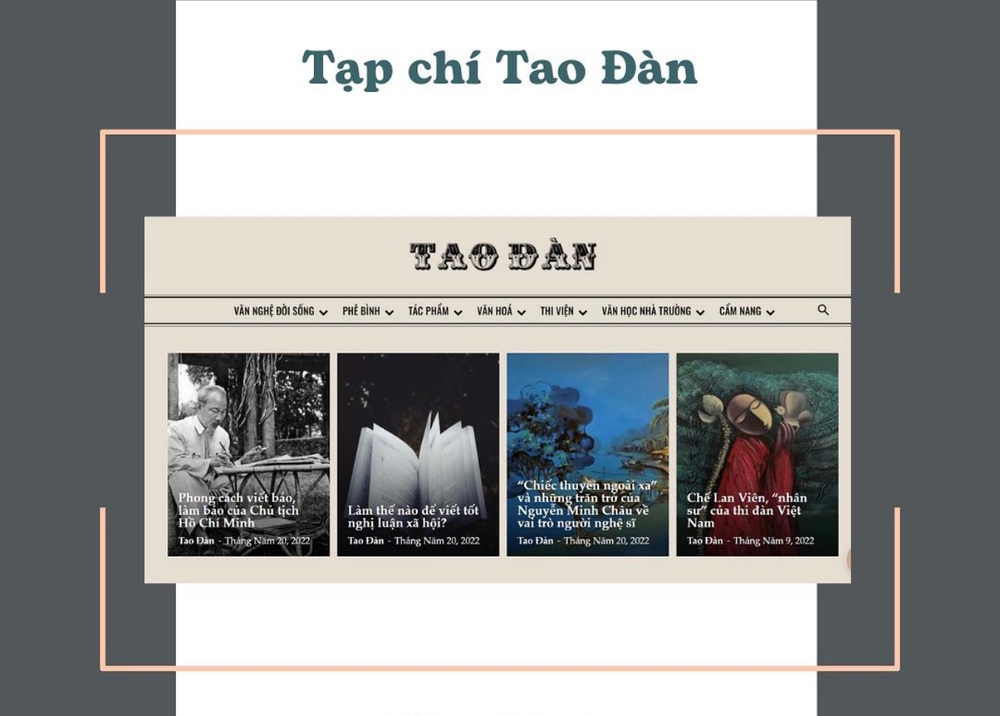 Tạp chí Tao Đàn
TAO ĐÀN
VĂN NGHỆ ĐỜI SỐNG PHÊ BÌNH TÁC PHẨM VĂN HOÁ THI VIỆN VĂN HỌC NHÀ TRƯỜNG CẨM NANG
Phong cách viết báo,
làm báo của Chủ tịch
Hồ Chí Minh
Tao Đàn - Tháng Năm 20, 2022
Làm thế nào để viết tốt
nghị luận xã hội?
Tao Đàn - Tháng Năm 20, 2022
“Chiếc thuyền ngoài xa”
và những trăn trở của
Nguyễn Minh Châu về
vai trò người nghệ sĩ
Tao Đàn - Tháng Năm 20, 2022
Chế Lan Viên, “nhân
sư” của thi đàn Việt
Nam
Tao Đàn - Tháng Năm 9, 2022